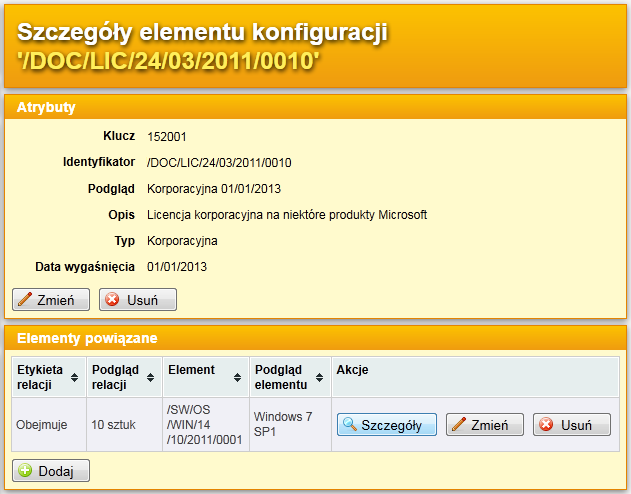 Szczegóły elementu konfiguracji
'/DOC/LIC/24/03/2011/0010'
Atrybuty
Klucz 152001
Identyfikator /DOC/LIC/24/03/2011/0010
Podgląd Korporacyjna 01/01/2013
Opis Licencja korporacyjna na niektóre produkty Microsoft
Typ Korporacyjna
Data wygaśnięcia 01/01/2013
Zmień Usuń
Elementy powiązane
Etykieta relacji Podgląd relacji Element Podgląd elementu Akcje
Obejmuje 10 sztuk /SW/OS /WIN/14 /10/2011/0001 Windows 7 SP1 Szczegóły Zmień Usuń
Dodaj